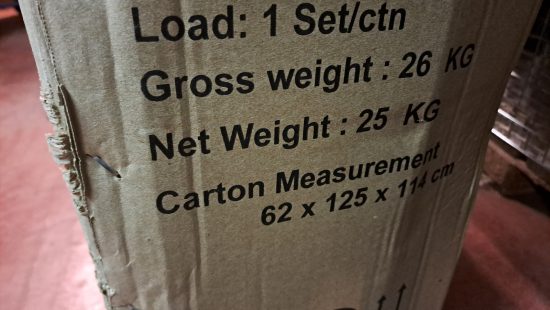 Load: 1 Set/ctn
Gross weight : 26 KG
Net Weight : 25 KG
Carton Measurement
62 x 125 x 114 cm